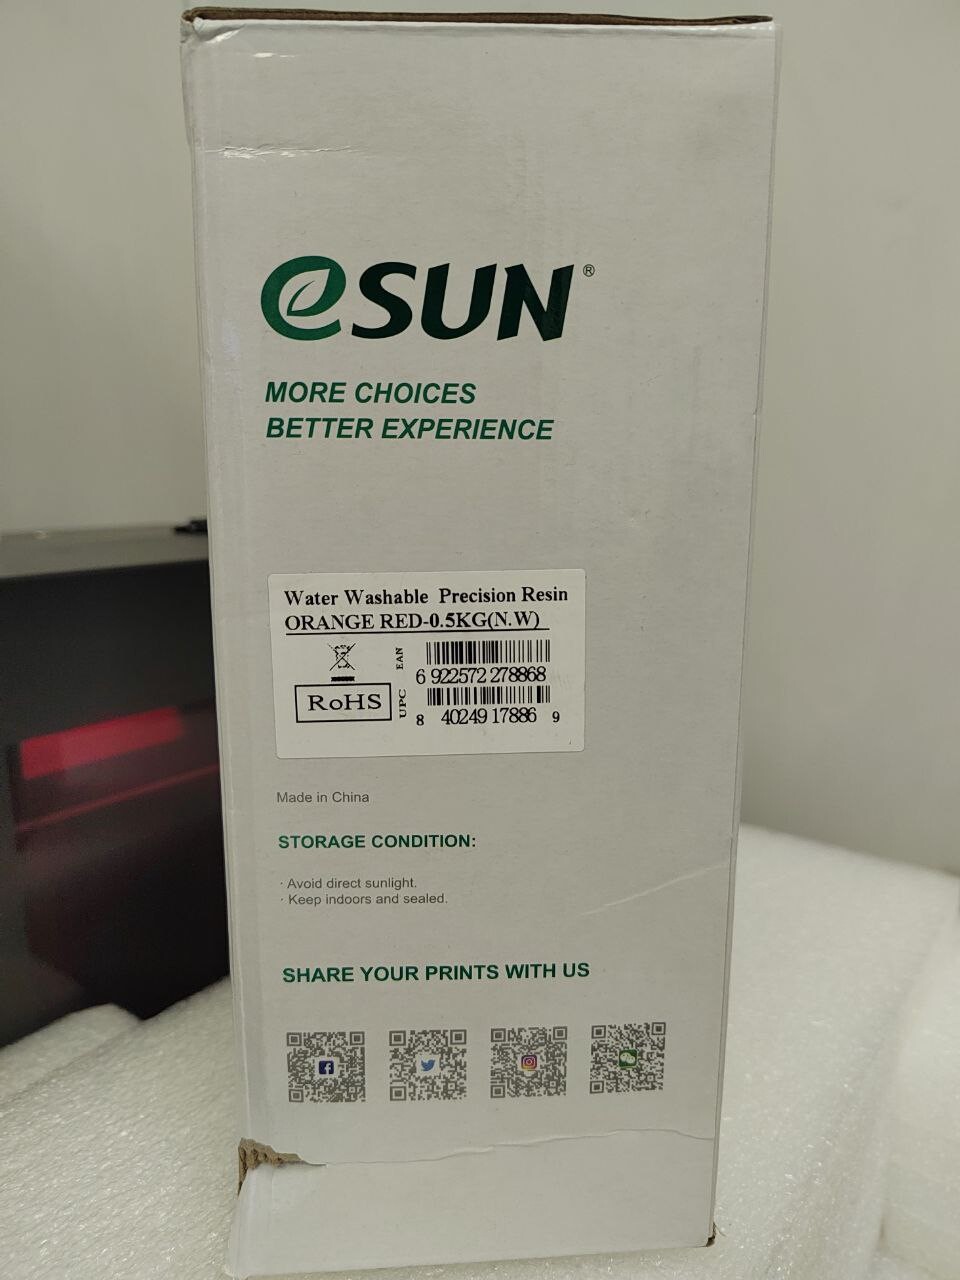 eSUN®
MORE CHOICES
BETTER EXPERIENCE
Water Washable Precision Resin
ORANGE RED-0.5KG(N.W)
EAN
6 922572 278868
RoHS
UPC
8 40249 17886 9
Made in China
STORAGE CONDITION:
· Avoid direct sunlight.
· Keep indoors and sealed.
SHARE YOUR PRINTS WITH US